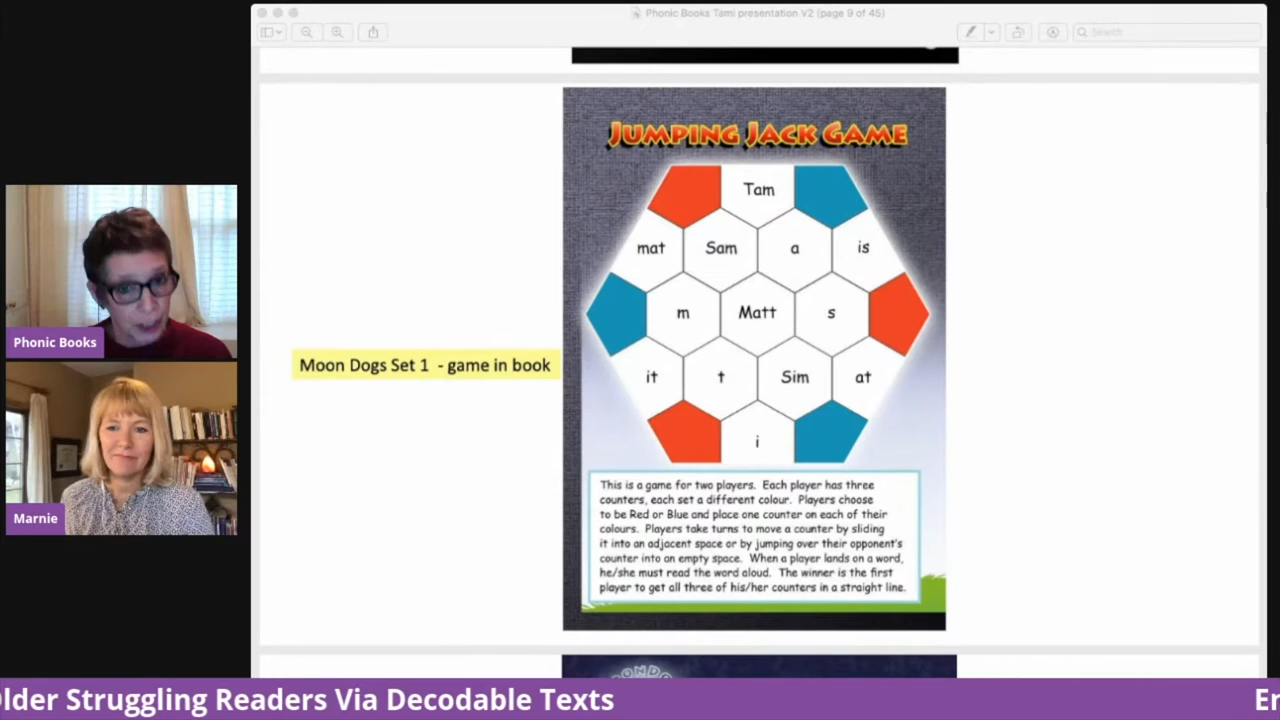 Phonic Books Tami presentation V2 (page 9 of 45)
Search
JUMPING JACK GAME
Tam
mat Sam a is
m Matt s
it t Sim at
i
Moon Dogs Set 1 - game in book
This is a game for two players. Each player has three
counters, each set a different colour. Players choose
to be Red or Blue and place one counter on each of their
colours. Players take turns to move a counter by sliding
it into an adjacent space or by jumping over their opponent's
counter into an empty space. When a player lands on a word,
he/she must read the word aloud. The winner is the first
player to get all three of his/her counters in a straight line.
Phonic Books
Marnie
Older Struggling Readers Via Decodable Texts